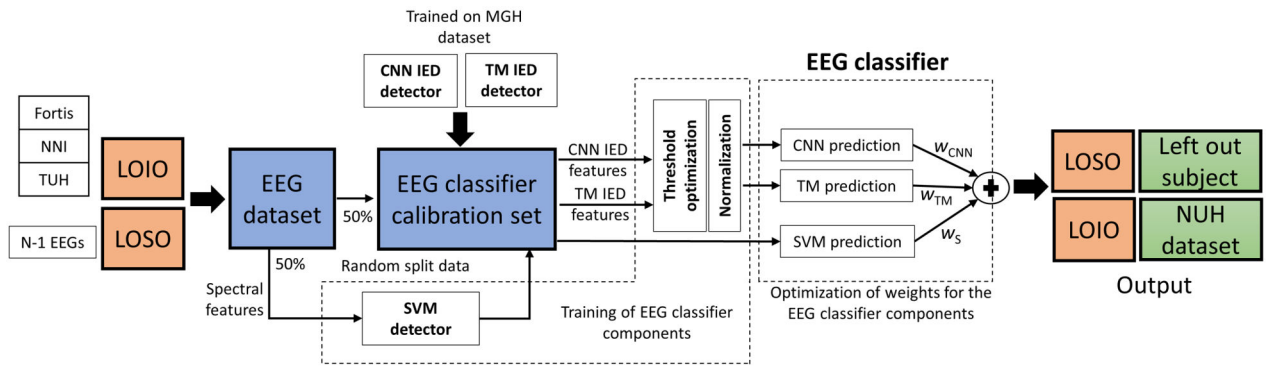 Trained on MGH
dataset
CNN IED
detector
TM IED
detector
EEG classifier
Fortis
NNI
TUH
N-1 EEGs
LOIO
LOSO
EEG
dataset
50%
50%
Spectral
features
EEG classifier
calibration set
Random split data
SVM
detector
CNN IED
features
TM IED
features
Threshold
optimization
Normalization
Training of EEG classifier
components
CNN prediction
TM prediction
SVM prediction
wCNN
wTM
wS
+
Optimization of weights for the
EEG classifier components
LOSO
Left out
subject
LOIO
NUH
dataset
Output